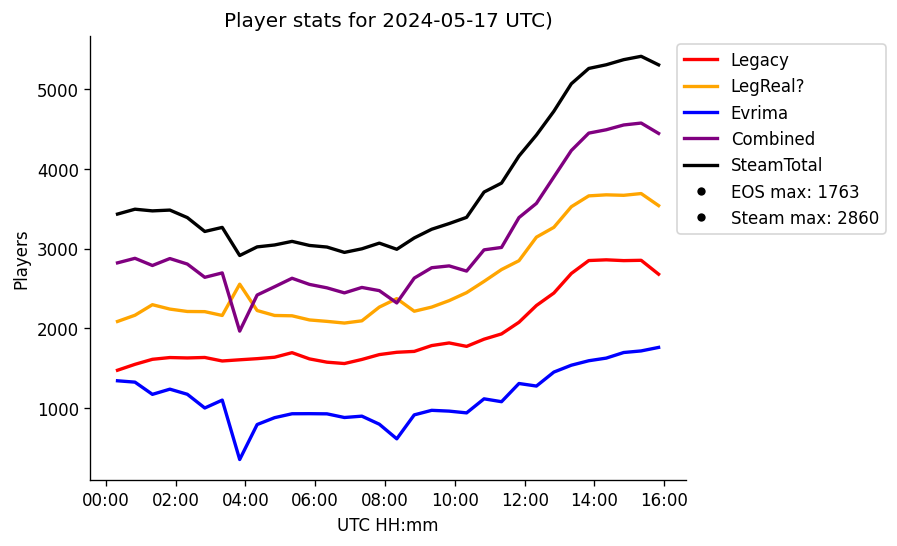 Player stats for 2024-05-17 UTC)
Players
5000
4000
3000
2000
1000
00:00 02:00 04:00 06:00 08:00 10:00 12:00 14:00 16:00
UTC HH:mm
Legacy
LegReal?
Evrima
Combined
SteamTotal
EOS max: 1763
Steam max: 2860